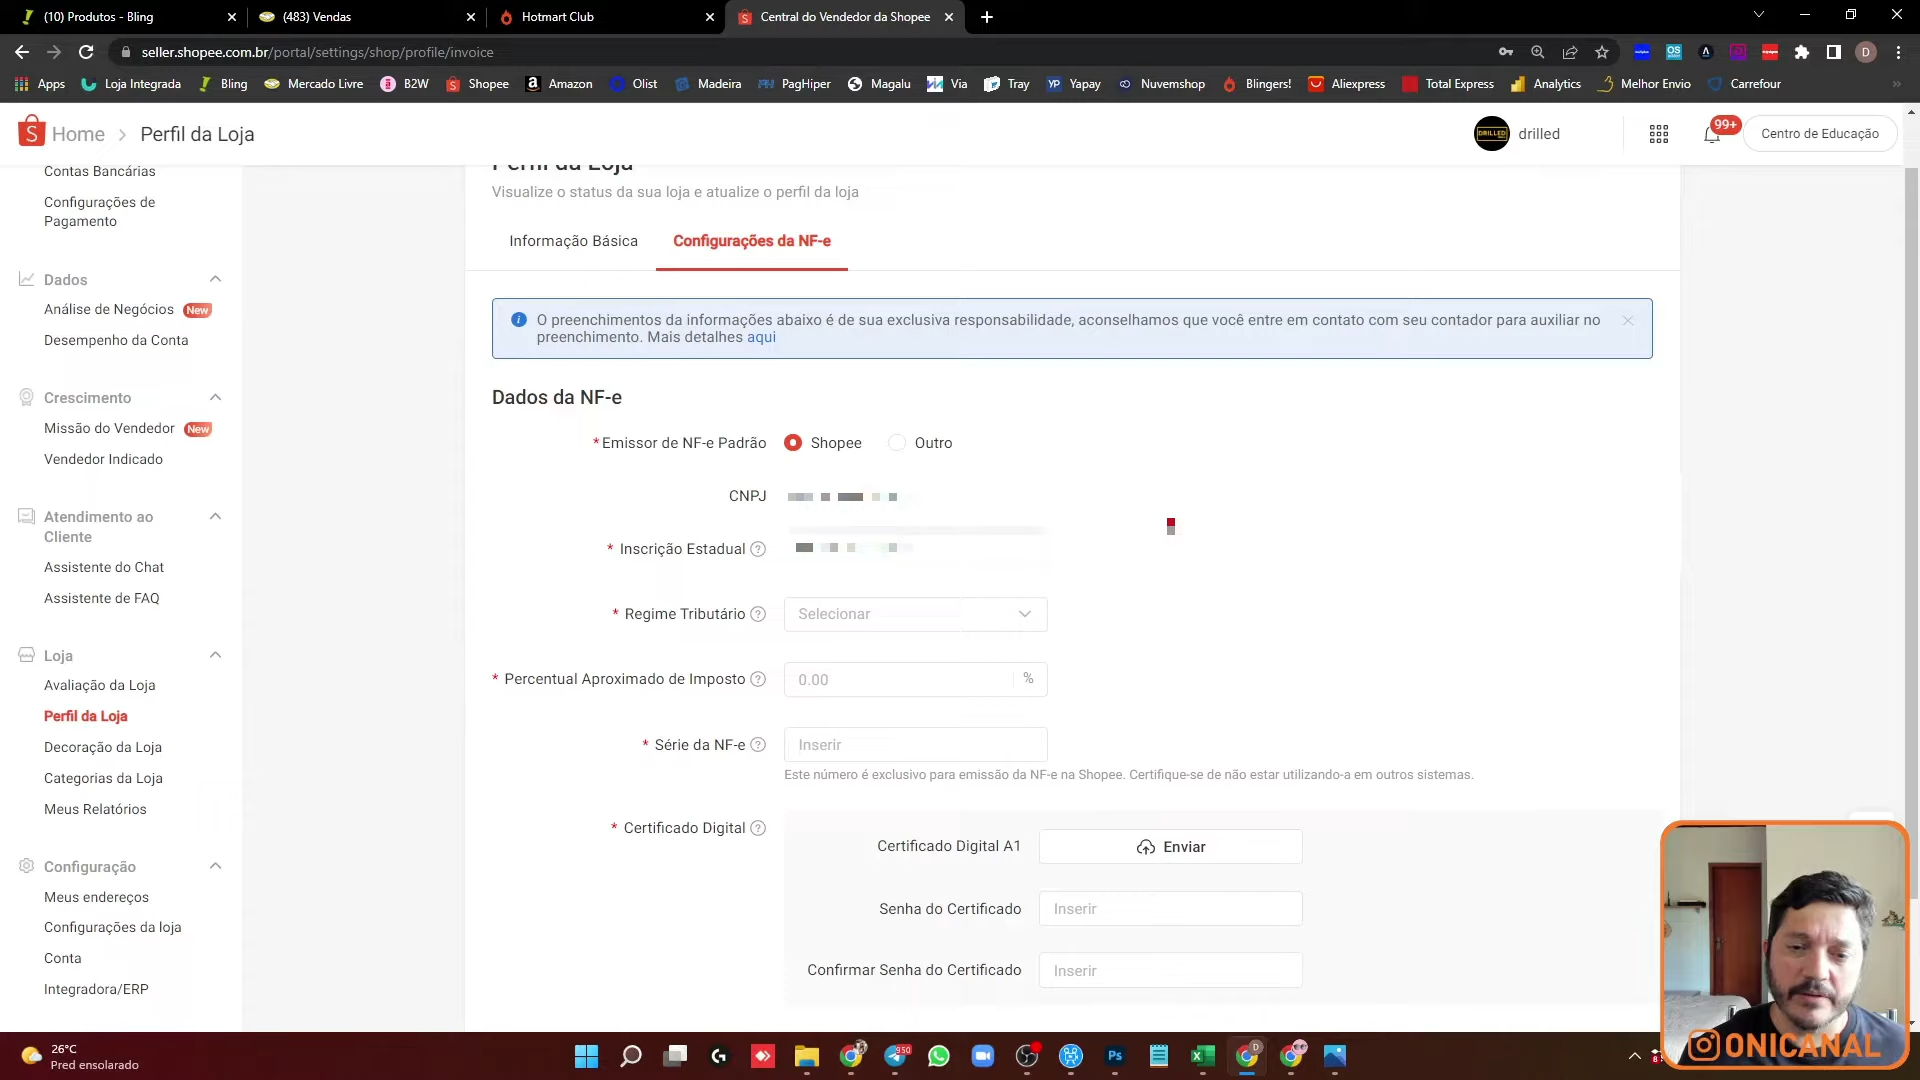 (10) Produtos - Bling
(483) Vendas
Hotmart Club
Central do Vendedor da Shopee
seller.shopee.com.br/portal/settings/shop/profile/invoice
Apps
Loja Integrada
Bling
Mercado Livre
B2W
Shopee
Amazon
Olist
Madeira
PagHiper
Magalu
Via
Tray
Yapay
Nuvemshop
Blingers!
Aliexpress
Total Express
Analytics
Melhor Envio
Carrefour
Home
Perfil da Loja
DRILLED
drilled
99+
Centro de Educação
Contas Bancárias
Configurações de
Pagamento
Dados
Análise de Negócios New
Desempenho da Conta
Crescimento
Missão do Vendedor New
Vendedor Indicado
Atendimento ao
Cliente
Assistente do Chat
Assistente de FAQ
Loja
Avaliação da Loja
Perfil da Loja
Decoração da Loja
Categorias da Loja
Meus Relatórios
Configuração
Meus endereços
Configurações da loja
Conta
Integradora/ERP
Perfil da Loja
Visualize o status da sua loja e atualize o perfil da loja
Informação Básica
Configurações da NF-e
O preenchimentos da informações abaixo é de sua exclusiva responsabilidade, aconselhamos que você entre em contato com seu contador para auxiliar no
preenchimento. Mais detalhes aqui
Dados da NF-e
* Emissor de NF-e Padrão
Shopee
Outro
CNPJ
* Inscrição Estadual
* Regime Tributário
Selecionar
* Percentual Aproximado de Imposto
0.00
%
* Série da NF-e
Inserir
Este número é exclusivo para emissão da NF-e na Shopee. Certifique-se de não estar utilizando-a em outros sistemas.
* Certificado Digital
Certificado Digital A1
Enviar
Senha do Certificado
Inserir
Confirmar Senha do Certificado
Inserir
26°C
Pred ensolarado
950
Ps
ONICANAL